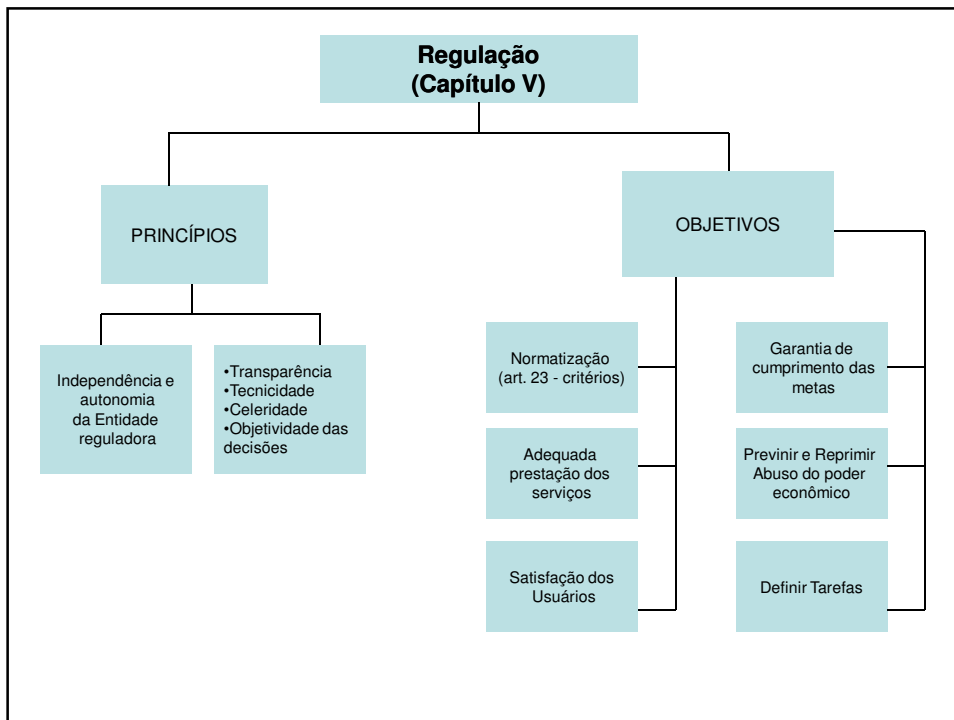 Regulação
(Capítulo V)
PRINCÍPIOS
OBJETIVOS
Independência e
autonomia
da Entidade
reguladora
•Transparência
•Tecnicidade
•Celeridade
•Objetividade das
decisões
Normatização
(art. 23 - critérios)
Garantia de
cumprimento das
metas
Adequada
prestação dos
serviços
Previnir e Reprimir
Abuso do poder
econômico
Satisfação dos
Usuários
Definir Tarefas